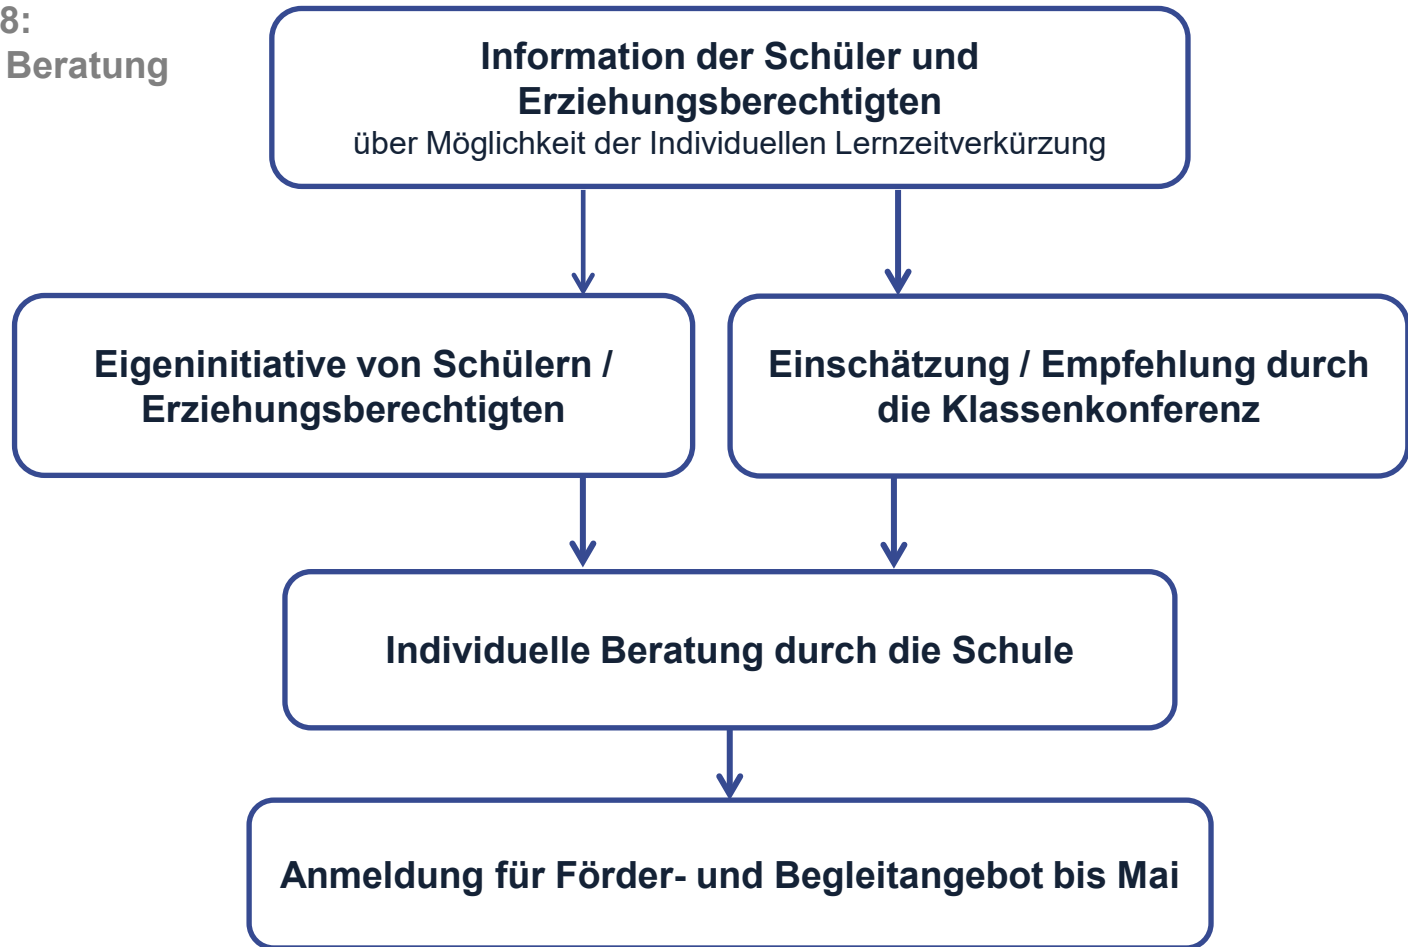 8:
Beratung
Information der Schüler und
Erziehungsberechtigten
über Möglichkeit der Individuellen Lernzeitverkürzung
Eigeninitiative von Schülern /
Erziehungsberechtigten
Einschätzung / Empfehlung durch
die Klassenkonferenz
Individuelle Beratung durch die Schule
Anmeldung für Förder- und Begleitangebot bis Mai